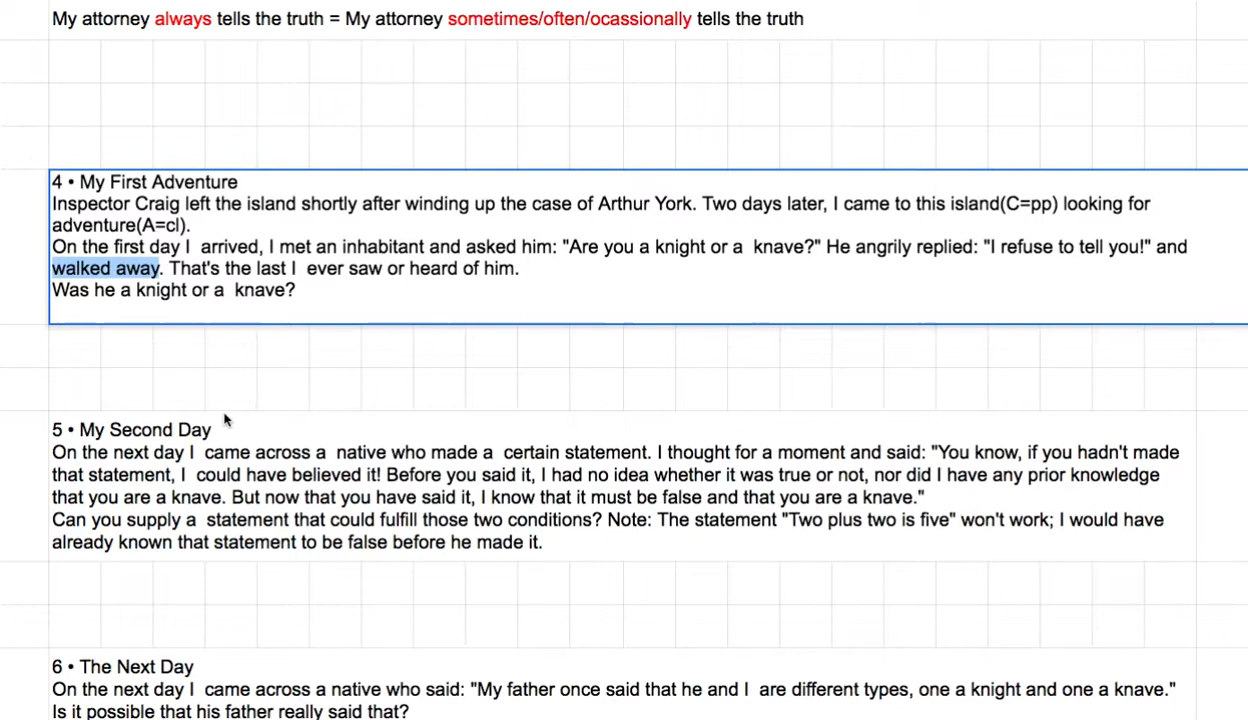 My attorney always tells the truth = My attorney sometimes/often/ocassionally tells the truth
4 • My First Adventure
Inspector Craig left the island shortly after winding up the case of Arthur York. Two days later, I came to this island(C=pp) looking for
adventure(A=cl).
On the first day I  arrived, I met an inhabitant and asked him: "Are you a knight or a  knave?" He angrily replied: "I refuse to tell you!" and
walked away. That's the last I  ever saw or heard of him.
Was he a knight or a  knave?
5 • My Second Day
On the next day I  came across a  native who made a  certain statement. I thought for a moment and said: "You know, if you hadn't made
that statement, I  could have believed it! Before you said it, I had no idea whether it was true or not, nor did I have any prior knowledge
that you are a knave. But now that you have said it, I know that it must be false and that you are a knave."
Can you supply a  statement that could fulfill those two conditions? Note: The statement "Two plus two is five" won't work; I would have
already known that statement to be false before he made it.
6 • The Next Day
On the next day I  came across a native who said: "My father once said that he and I  are different types, one a knight and one a knave."
Is it possible that his father really said that?